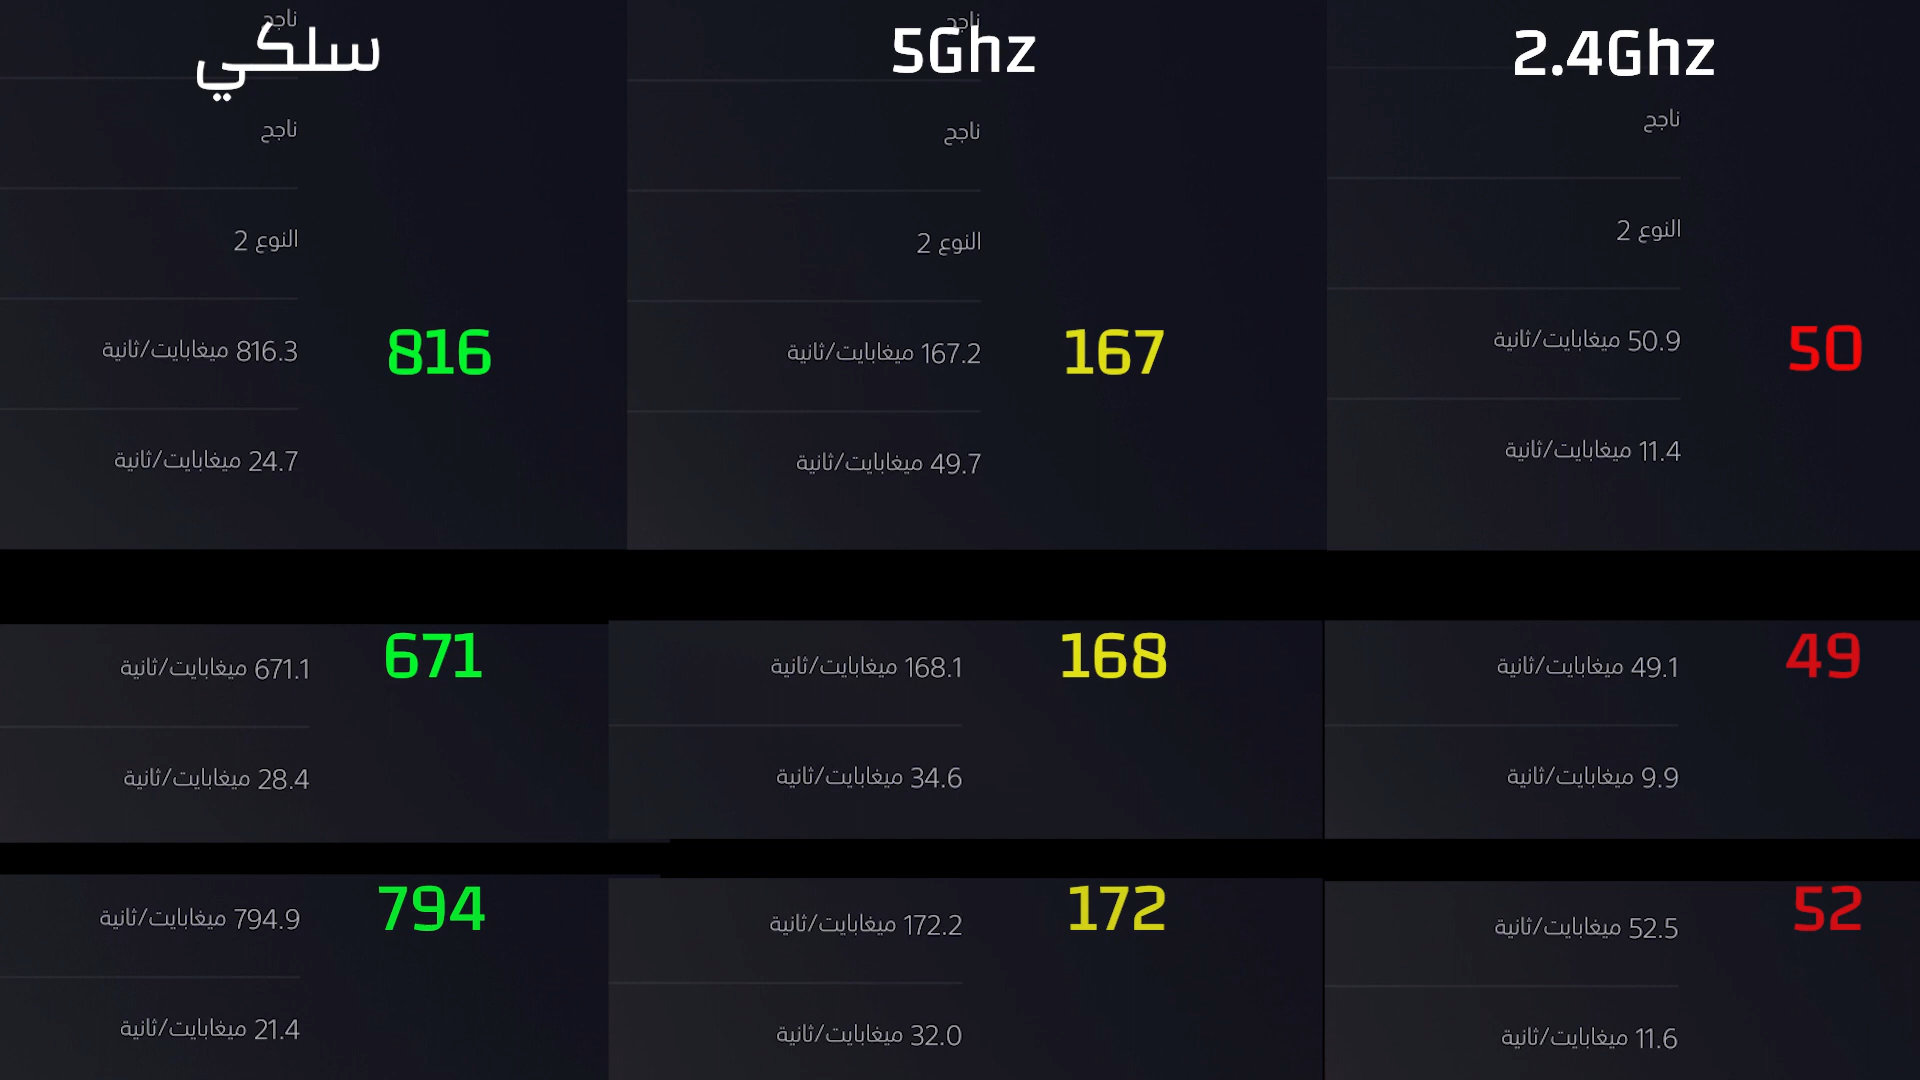 ناجح
سلكي
ناجح
النوع 2
816.3 ميغابايت/ثانية
816
24.7 ميغابايت/ثانية
ناجح
5Ghz
ناجح
النوع 2
167.2 ميغابايت/ثانية
167
49.7 ميغابايت/ثانية
2.4Ghz
ناجح
النوع 2
50.9 ميغابايت/ثانية
50
11.4 ميغابايت/ثانية
671.1 ميغابايت/ثانية
671
28.4 ميغابايت/ثانية
168.1 ميغابايت/ثانية
168
34.6 ميغابايت/ثانية
49.1 ميغابايت/ثانية
49
9.9 ميغابايت/ثانية
794.9 ميغابايت/ثانية
794
21.4 ميغابايت/ثانية
172.2 ميغابايت/ثانية
172
32.0 ميغابايت/ثانية
52.5 ميغابايت/ثانية
52
11.6 ميغابايت/ثانية